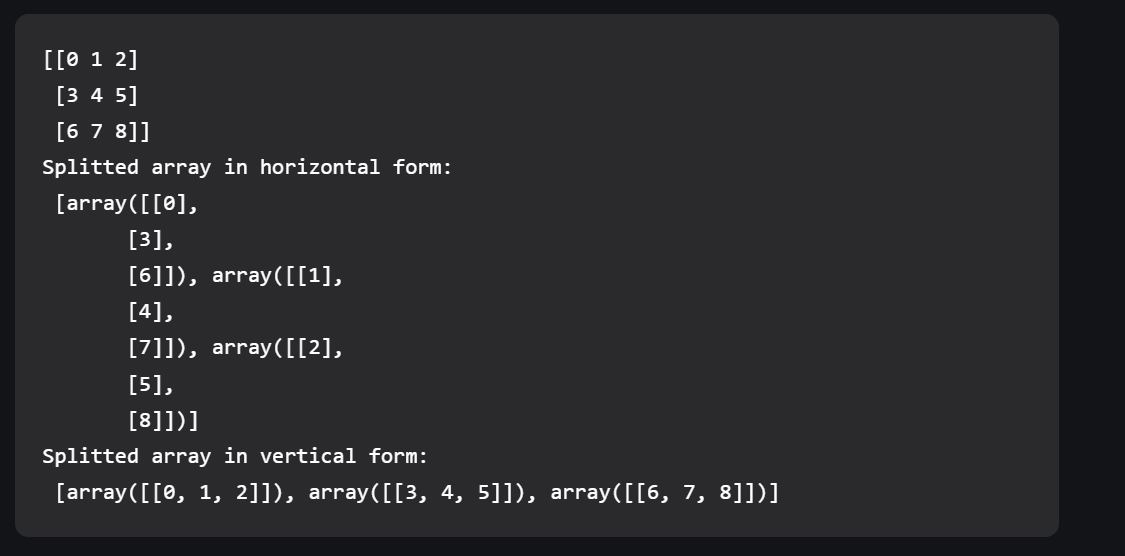 [[0 1 2]
 [3 4 5]
 [6 7 8]]
Splitted array in horizontal form:
 [array([[0],
       [3],
       [6]]), array([[1],
       [4],
       [7]]), array([[2],
       [5],
       [8]])]
Splitted array in vertical form:
 [array([[0, 1, 2]]), array([[3, 4, 5]]), array([[6, 7, 8]])]